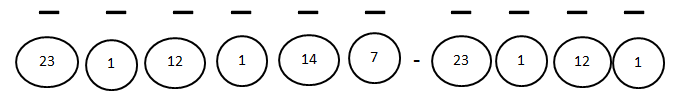 _ _ _ _ _ _ _ _ _ _
23 1 12 1 14 7 - 23 1 12 1